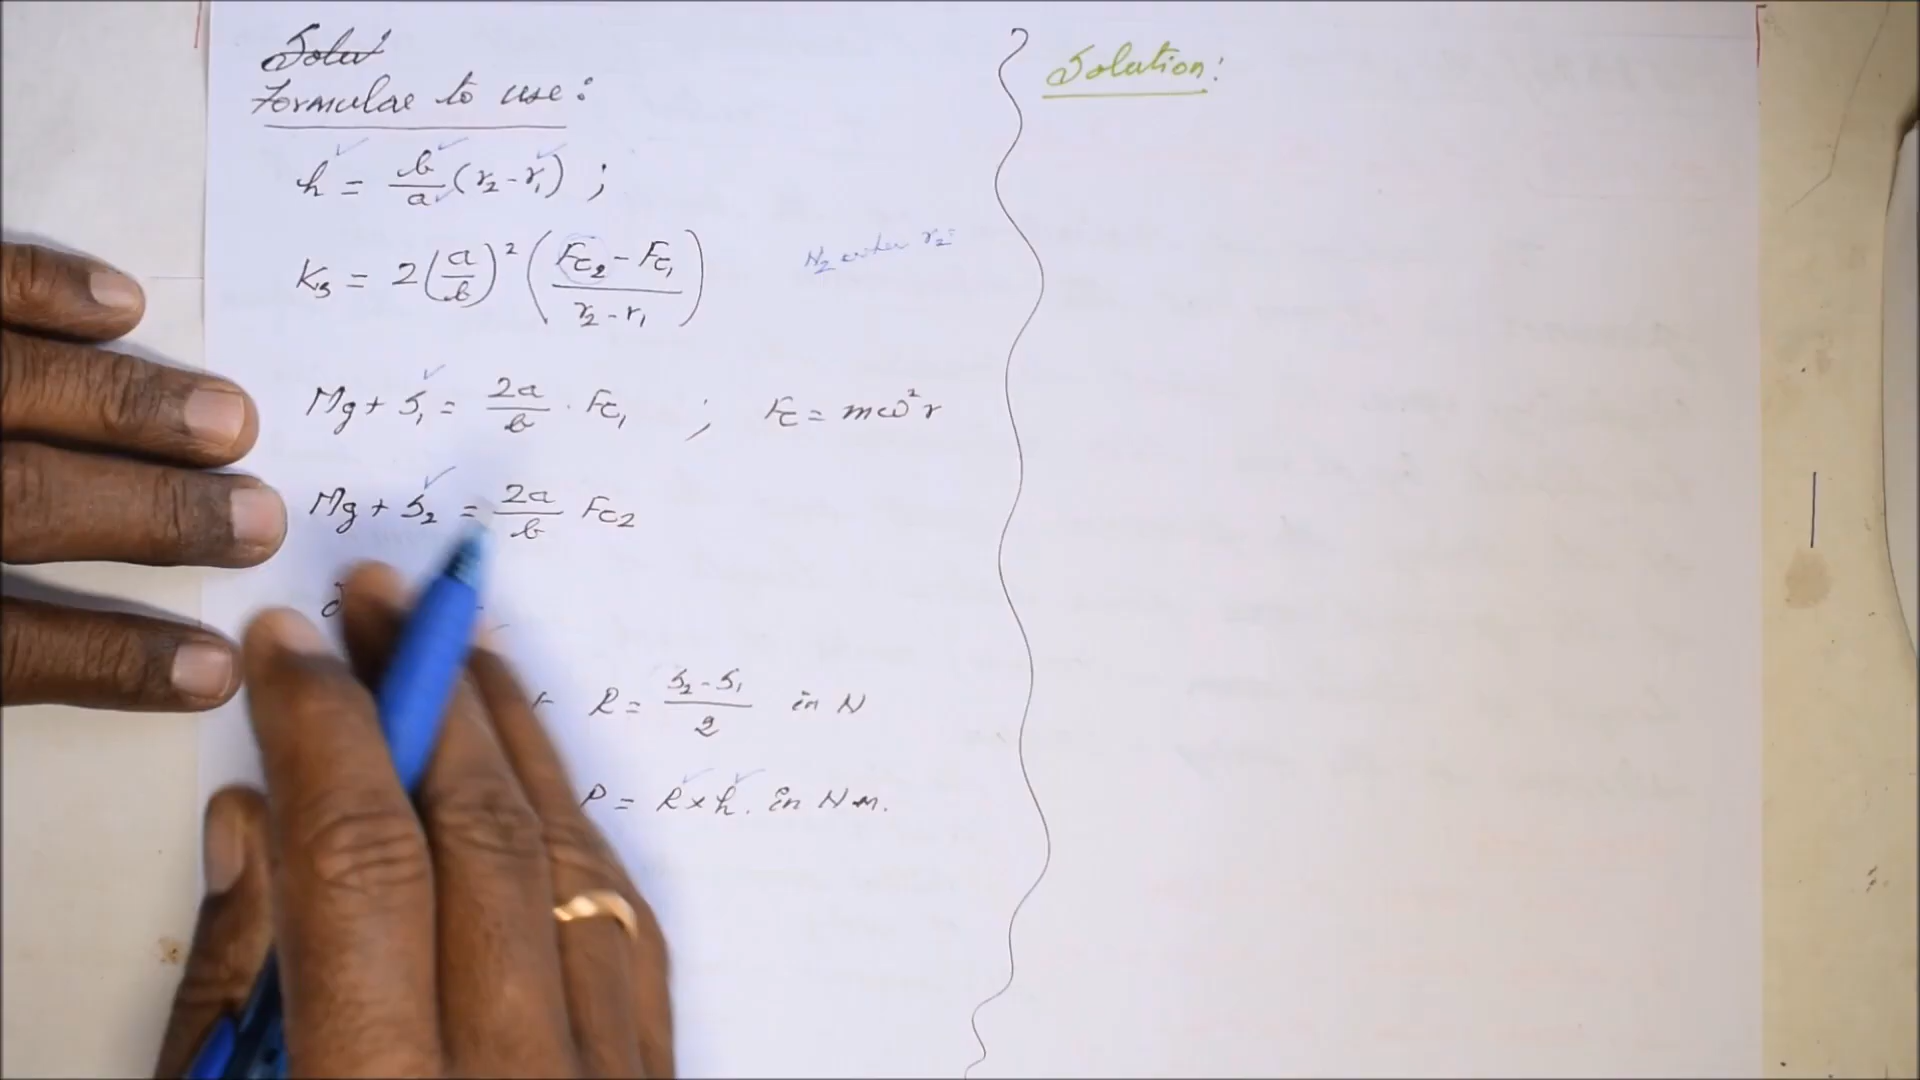 Solut
Formulae to use:
h = b/a (r₂ - r₁) ;
Ks = 2(a/b)² ((Fc₂ - Fc₁)/(r₂ - r₁))
N₂ when r₂ =
Mg + S₁ = 2a/b . Fc₁ ; Fc = mω²r
Mg + S₂ = 2a/b Fc₂
R = (S₂ - S₁)/2 in N
P = R × h. in Nm.
Solution: